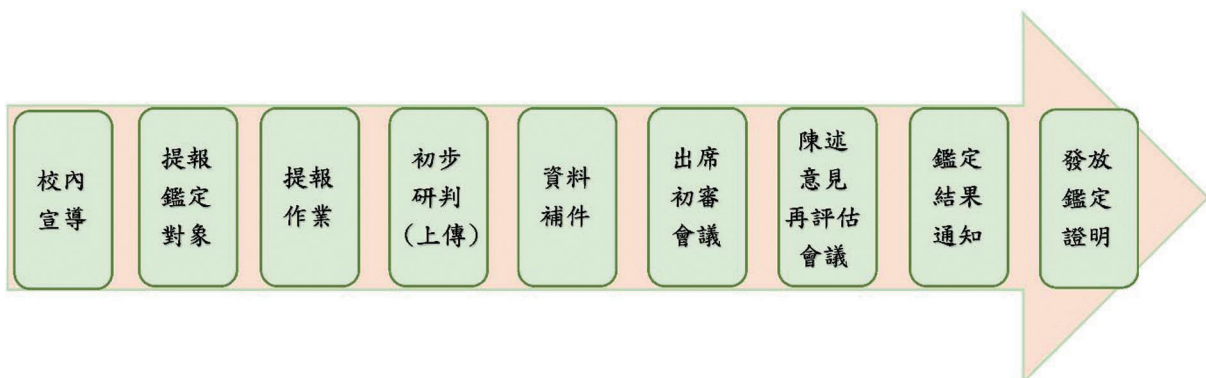 校內
宣導
提報
鑑定
對象
提報
作業
初步
研判
(上傳)
資料
補件
出席
初審
會議
陳述
意見
再評估
會議
鑑定
結果
通知
發放
鑑定
證明